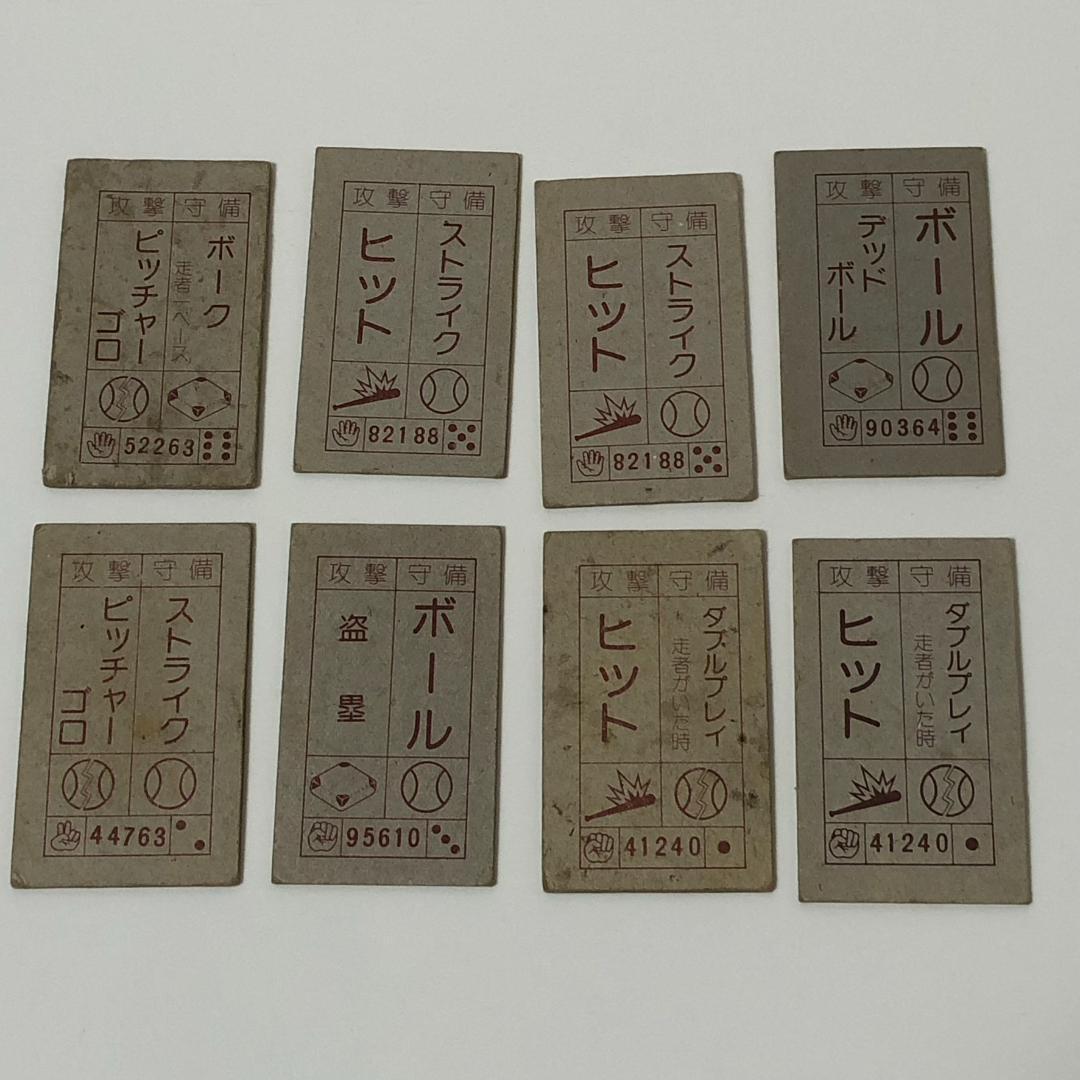 攻撃 守備
ボーク
走者一ベース
ピッチャー
ゴロ
52263
攻撃 守備
ストライク
ヒット
82188
攻撃 守備
ストライク
ヒット
82188
攻撃 守備
ボール
デッド
ボール
90364
攻撃 守備
ストライク
ピッチャー
ゴロ
44763
攻撃 守備
ボール
盗塁
95610
攻撃 守備
ダブルプレイ
走者がいた時
ヒット
41240
攻撃 守備
ダブルプレイ
走者がいた時
ヒット
41240